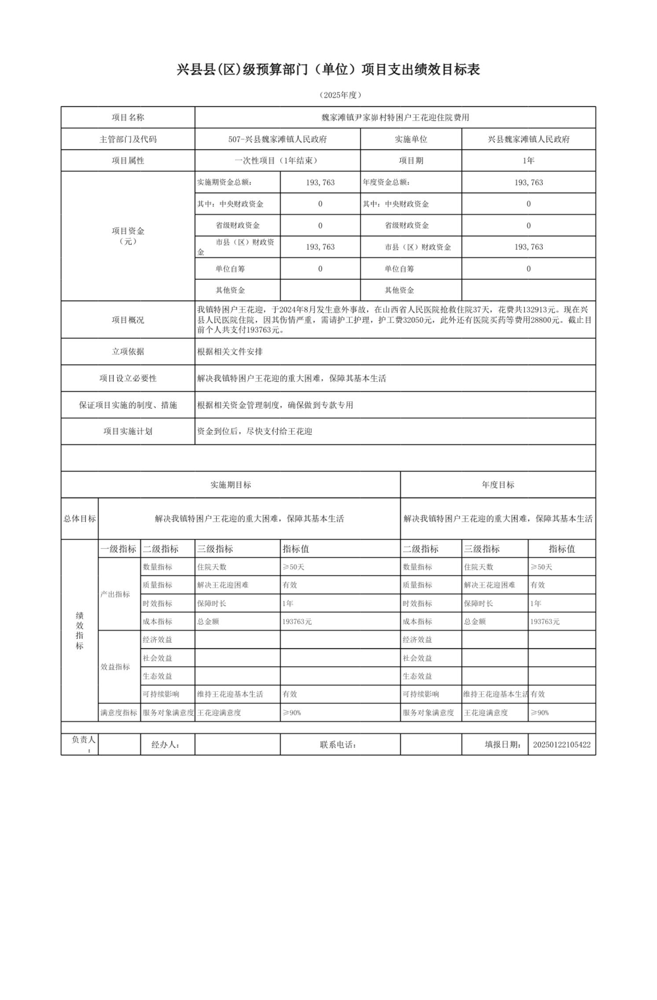 兴县县(区)级预算部门（单位）项目支出绩效目标表
（2025年度）
项目名称 魏家滩镇尹家峁村特困户王花迎住院费用
主管部门及代码 507-兴县魏家滩镇人民政府 实施单位 兴县魏家滩镇人民政府
项目属性 一次性项目（1年结束） 项目期 1年
项目资金
（元）
实施期资金总额： 193,763 年度资金总额： 193,763
其中：中央财政资金 0 其中：中央财政资金 0
省级财政资金 0 省级财政资金 0
市县（区）财政资
金 193,763 市县（区）财政资金 193,763
单位自筹 0 单位自筹 0
其他资金 其他资金
项目概况
我镇特困户王花迎，于2024年8月发生意外事故，在山西省人民医院抢救住院37天，花费共132913元。现在兴
县人民医院住院，因其伤情严重，需请护工护理，护工费32050元，此外还有医院买药等费用28800元。截止目
前个人共支付193763元。
立项依据 根据相关文件安排
项目设立必要性 解决我镇特困户王花迎的重大困难，保障其基本生活
保证项目实施的制度、措施 根据相关资金管理制度，确保做到专款专用
项目实施计划 资金到位后，尽快支付给王花迎
实施期目标 年度目标
总体目标 解决我镇特困户王花迎的重大困难，保障其基本生活 解决我镇特困户王花迎的重大困难，保障其基本生活
绩
效
指
标
一级指标 二级指标 三级指标 指标值 二级指标 三级指标 指标值
产出指标
数量指标 住院天数 ≥50天 数量指标 住院天数 ≥50天
质量指标 解决王花迎困难 有效 质量指标 解决王花迎困难 有效
时效指标 保障时长 1年 时效指标 保障时长 1年
成本指标 总金额 193763元 成本指标 总金额 193763元
效益指标
经济效益 经济效益
社会效益 社会效益
生态效益 生态效益
可持续影响 维持王花迎基本生活 有效 可持续影响 维持王花迎基本生活 有效
满意度指标 服务对象满意度 王花迎满意度 ≥90% 服务对象满意度 王花迎满意度 ≥90%
负责人
： 经办人： 联系电话： 填报日期： 20250122105422